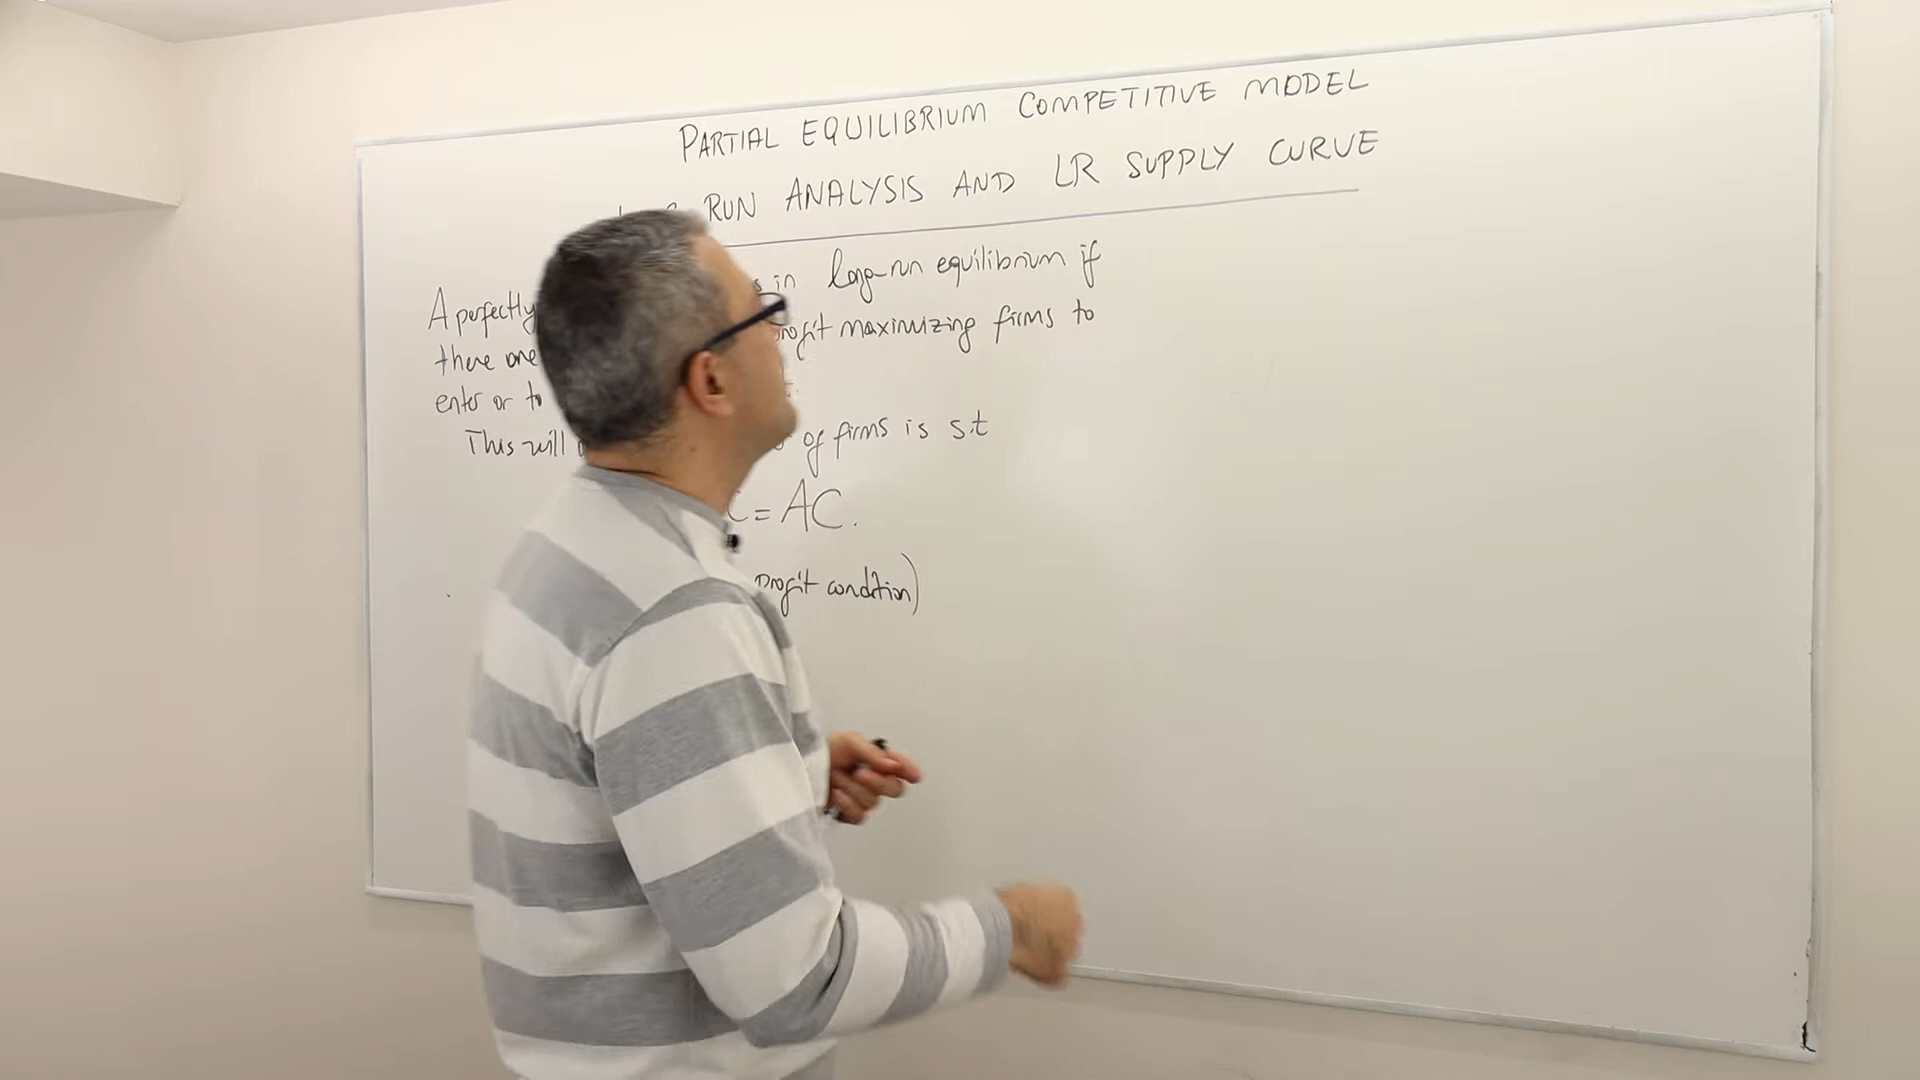 PARTIAL EQUILIBRIUM COMPETITIVE MODEL
RUN ANALYSIS AND LR SUPPLY CURVE
A perfectly in long-run equilibrium if
there are profit maximizing firms to
enter or to
This will of firms is s.t
= AC.
profit condition)